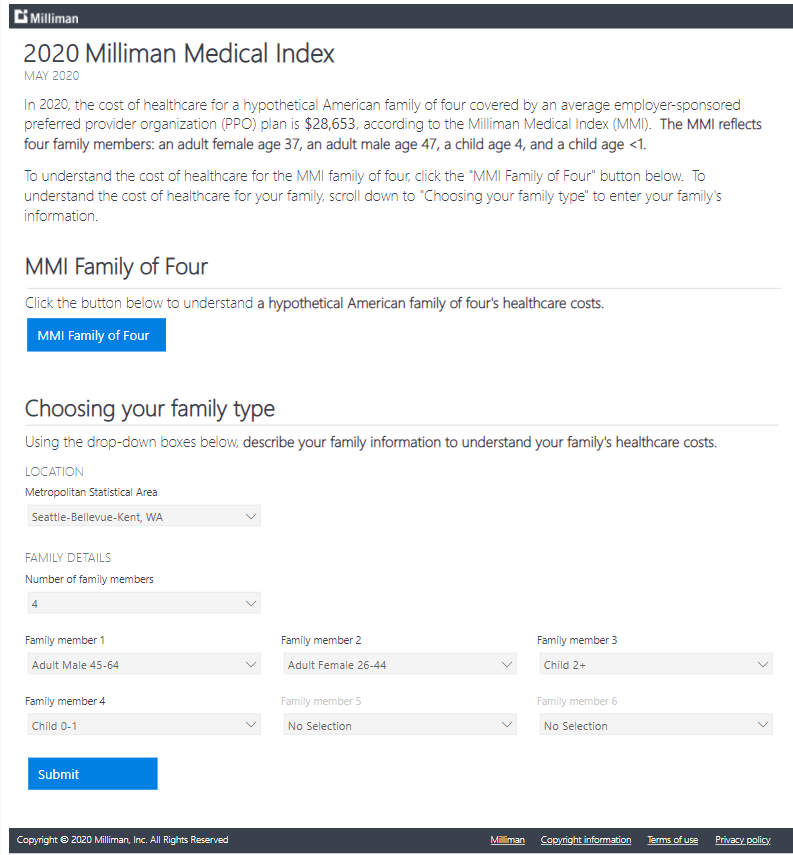 Milliman
2020 Milliman Medical Index
MAY 2020
In 2020, the cost of healthcare for a hypothetical American family of four covered by an average employer-sponsored
preferred provider organization (PPO) plan is $28,653, according to the Milliman Medical Index (MMI). The MMI reflects
four family members: an adult female age 37, an adult male age 47, a child age 4, and a child age <1.
To understand the cost of healthcare for the MMI family of four, click the "MMI Family of Four" button below. To
understand the cost of healthcare for your family, scroll down to "Choosing your family type" to enter your family's
information.
MMI Family of Four
Click the button below to understand a hypothetical American family of four's healthcare costs.
MMI Family of Four
Choosing your family type
Using the drop-down boxes below, describe your family information to understand your family's healthcare costs.
LOCATION
Metropolitan Statistical Area
Seattle-Bellevue-Kent, WA
FAMILY DETAILS
Number of family members
4
Family member 1 Family member 2 Family member 3
Adult Male 45-64 Adult Female 26-44 Child 2+
Family member 4 Family member 5 Family member 6
Child 0-1 No Selection No Selection
Submit
Copyright © 2020 Milliman, Inc. All Rights Reserved Milliman Copyright information Terms of use Privacy policy